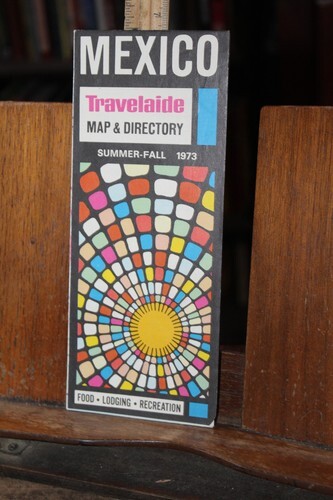 MEXICO
Travelaide
MAP & DIRECTORY
SUMMER-FALL 1973
FOOD • LODGING • RECREATION